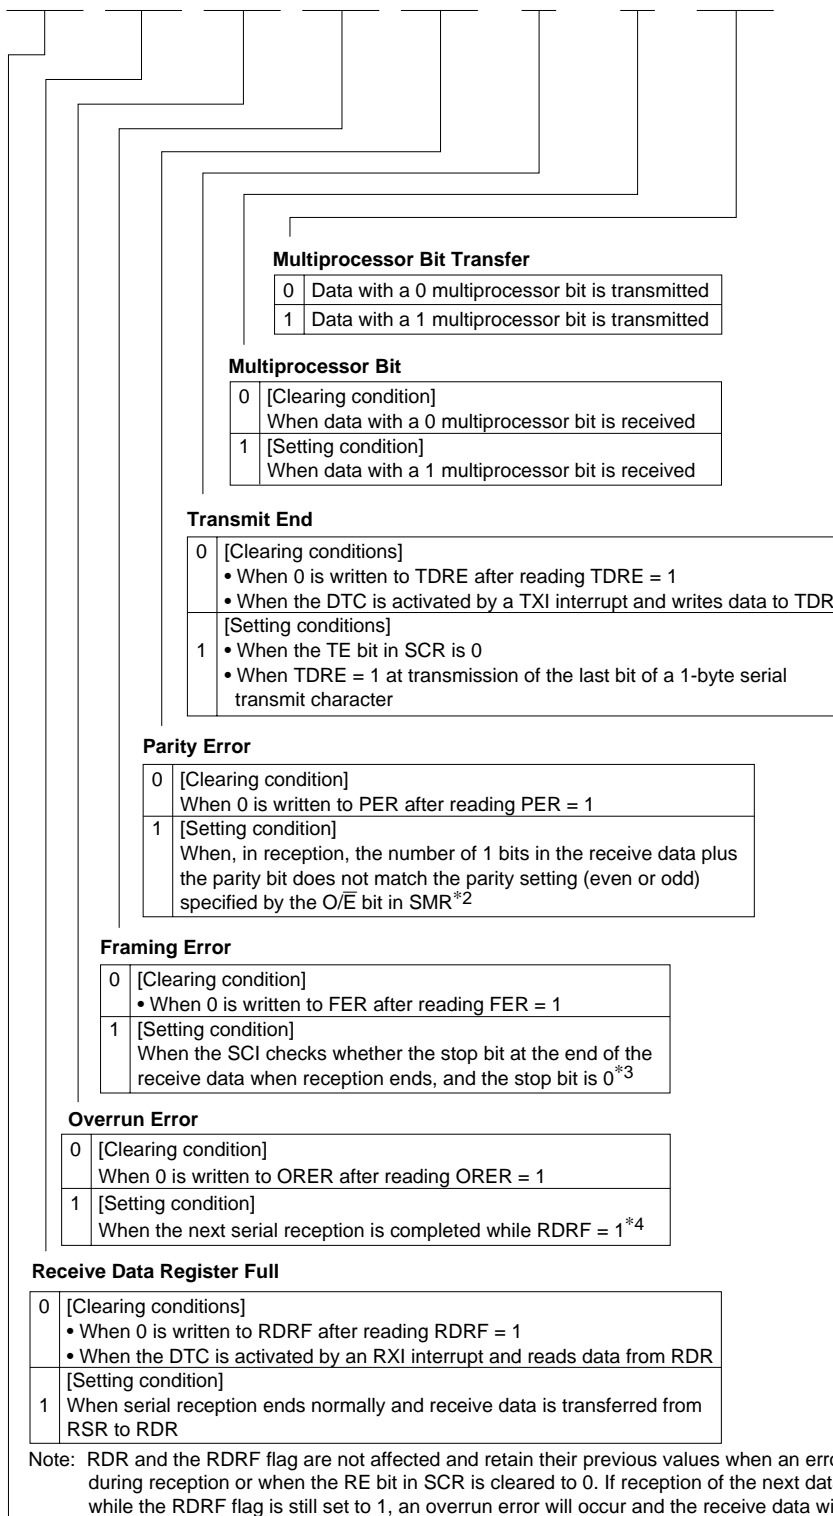 Multiprocessor Bit Transfer
0 Data with a 0 multiprocessor bit is transmitted
1 Data with a 1 multiprocessor bit is transmitted
Multiprocessor Bit
0 [Clearing condition]
When data with a 0 multiprocessor bit is received
1 [Setting condition]
When data with a 1 multiprocessor bit is received
Transmit End
0 [Clearing conditions]
• When 0 is written to TDRE after reading TDRE = 1
• When the DTC is activated by a TXI interrupt and writes data to TDR
[Setting conditions]
1 • When the TE bit in SCR is 0
• When TDRE = 1 at transmission of the last bit of a 1-byte serial
transmit character
Parity Error
0 [Clearing condition]
When 0 is written to PER after reading PER = 1
1 [Setting condition]
When, in reception, the number of 1 bits in the receive data plus
the parity bit does not match the parity setting (even or odd)
specified by the O/E̅ bit in SMR*2
Framing Error
0 [Clearing condition]
• When 0 is written to FER after reading FER = 1
1 [Setting condition]
When the SCI checks whether the stop bit at the end of the
receive data when reception ends, and the stop bit is 0*3
Overrun Error
0 [Clearing condition]
When 0 is written to ORER after reading ORER = 1
1 [Setting condition]
When the next serial reception is completed while RDRF = 1*4
Receive Data Register Full
0 [Clearing conditions]
• When 0 is written to RDRF after reading RDRF = 1
• When the DTC is activated by an RXI interrupt and reads data from RDR
[Setting condition]
1 When serial reception ends normally and receive data is transferred from
RSR to RDR
Note: RDR and the RDRF flag are not affected and retain their previous values when an
during reception or when the RE bit in SCR is cleared to 0. If reception of the next
while the RDRF flag is still set to 1, an overrun error will occur and the receive data